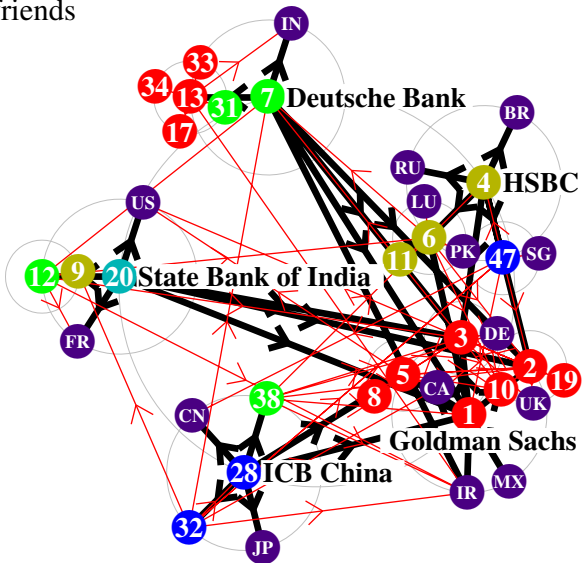 riends
IN
33
34
13
31
7
Deutsche Bank
17
BR
RU
4
HSBC
US
LU
6
PK
47
SG
11
12
9
20
State Bank of India
FR
3
DE
2
5
19
CA
10
8
38
UK
CN
1
Goldman Sachs
28
ICB China
MX
IR
32
JP